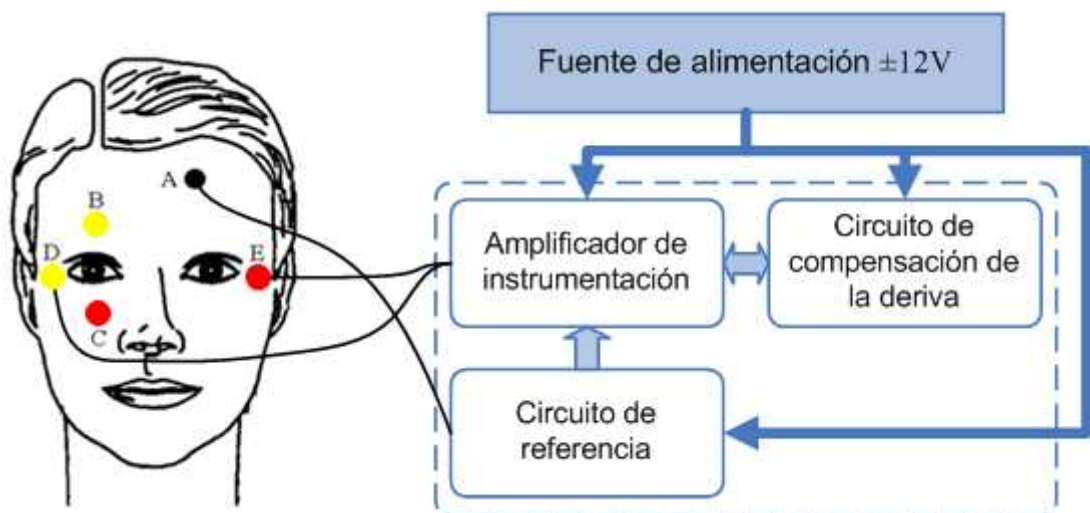 Fuente de alimentación ±12V
A
B
D
E
C
Amplificador de
instrumentación
Circuito de
compensación de
la deriva
Circuito de
referencia